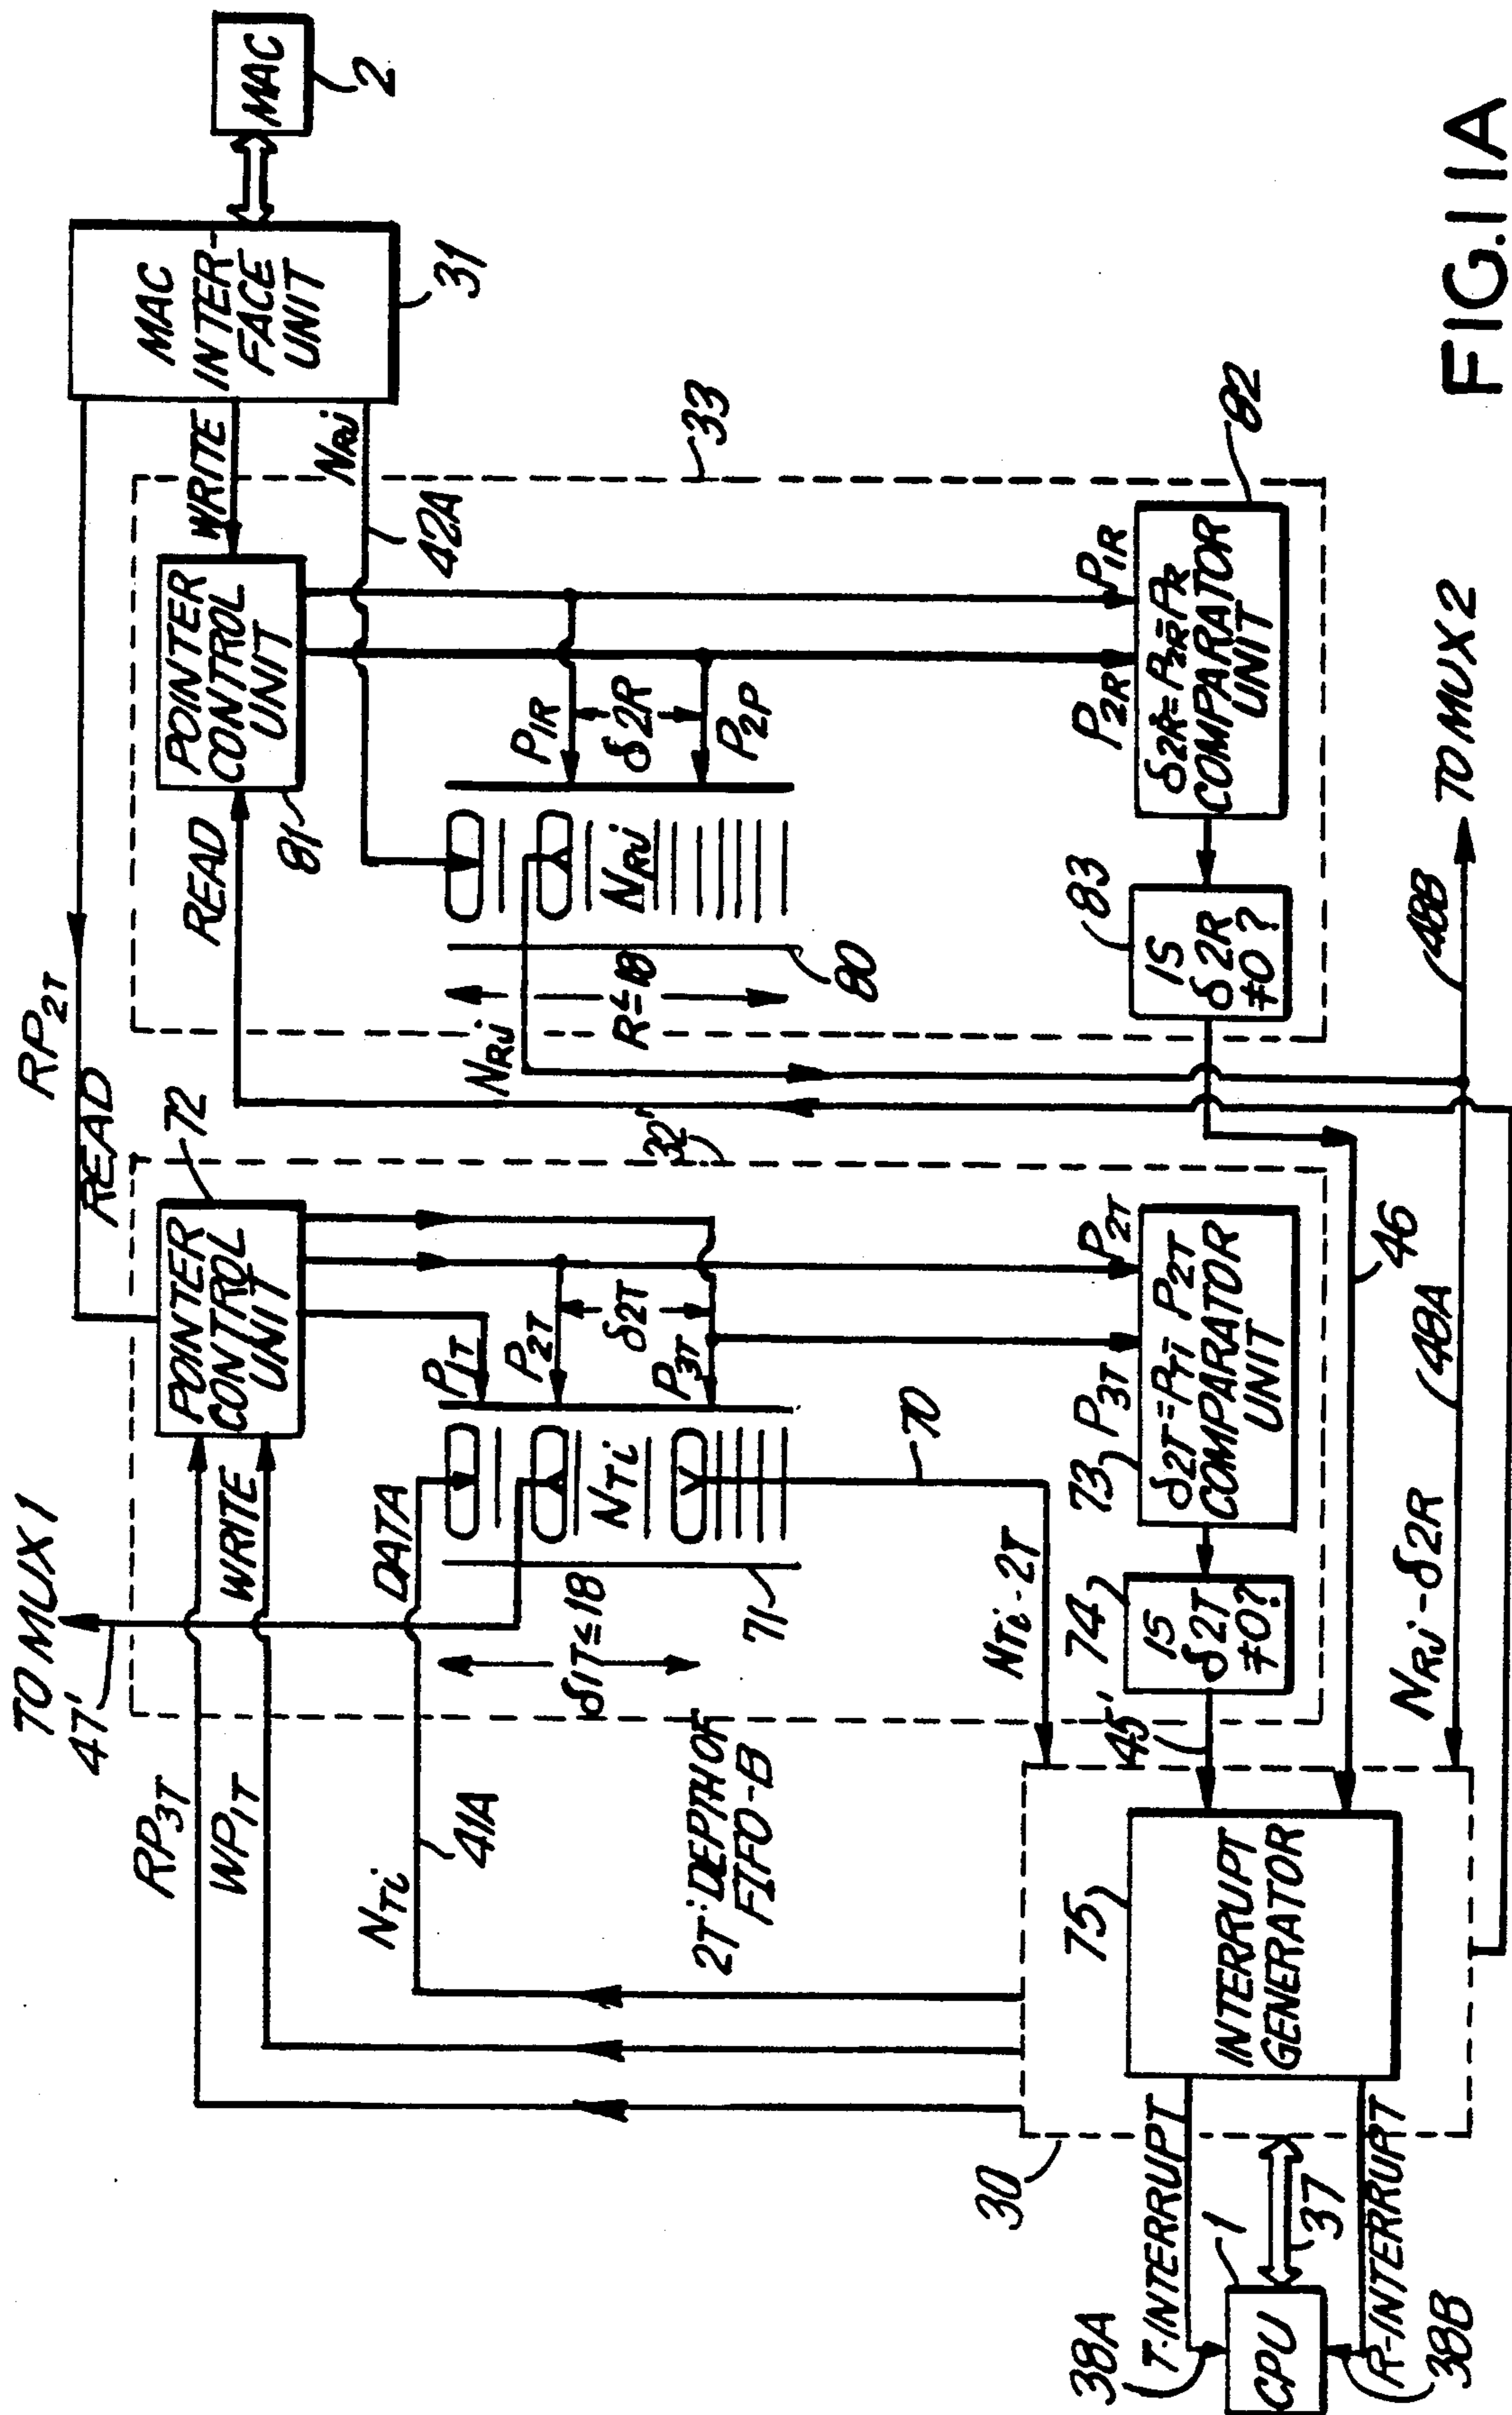 TO MUX 1
47'
RP3T
WP1T
NTi
41A
2T: DEPTH OF
FIFO-B
WRITE
DATA
δ1T ≤ 18
71
POINTER
CONTROL
UNIT
72
P1T
P2T
δ2T
P3T
NTi
70
NTi-2T
READ
RP2T
32'
73
P3T
P2T
δ2T = PTi = P2T
COMPARATOR
UNIT
74
IS
δ2T
≠0?
45'
75
INTERRUPT
GENERATOR
30
T-INTERRUPT
R-INTERRUPT
38A
38B
CPU
1
37
46
48A
NRj-δ2R
48B
TO MUX 2
READ
81
POINTER
CONTROL
UNIT
WRITE
NRj
42A
33
P1R
δ2R
P2P
NRj
NRj
R ≤ 18
80
P2R
P1R
δ2R = P2R = PR
COMPARATOR
UNIT
82
83
IS
δ2R
≠0?
MAC
INTER-
FACE
UNIT
31
MAC
2
FIG. 11A